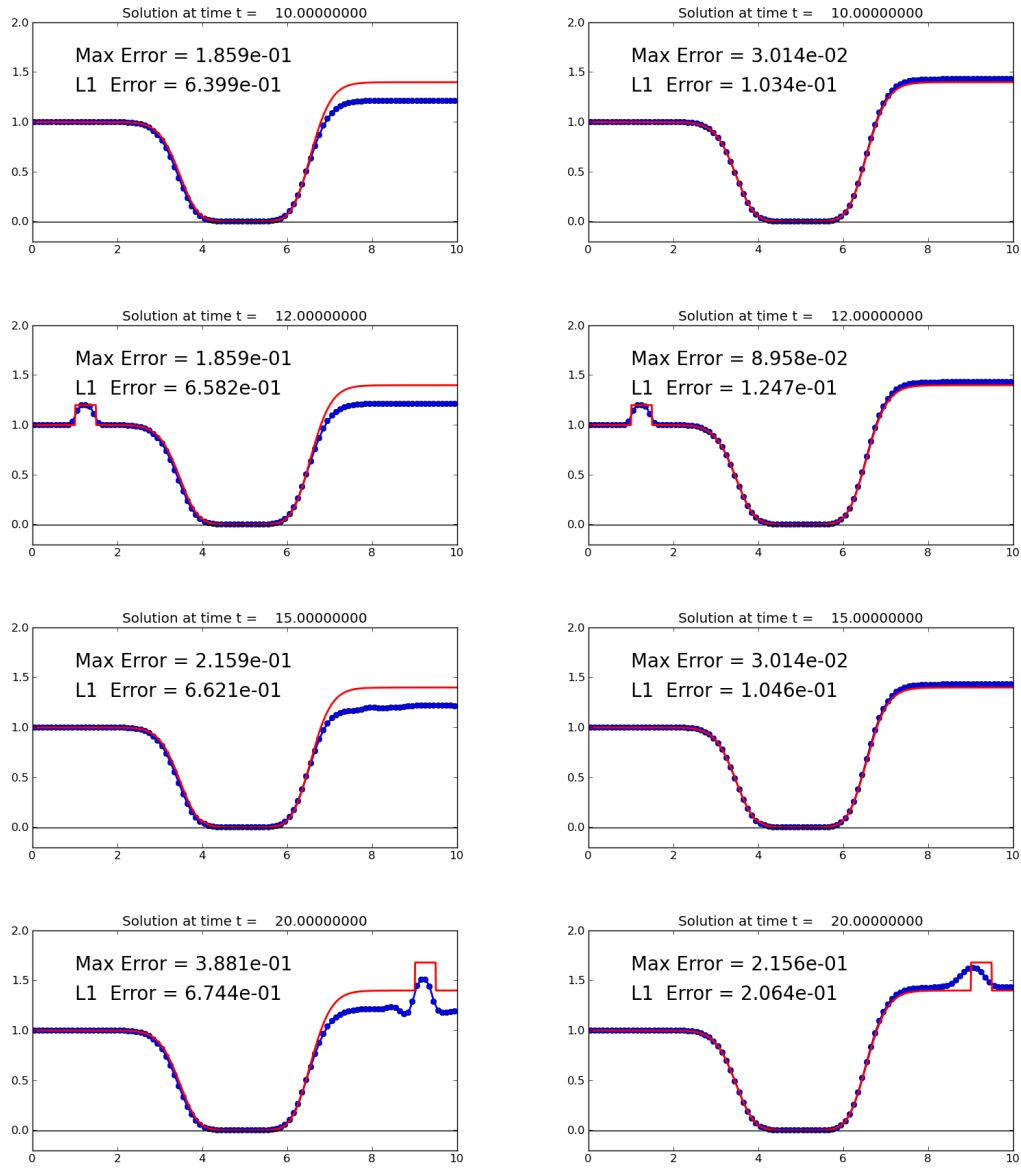 Solution at time t = 10.00000000
2.0
Max Error = 1.859e-01
1.5
L1 Error = 6.399e-01
1.0
0.5
0.0
0 2 4 6 8 10
Solution at time t = 10.00000000
2.0
Max Error = 3.014e-02
1.5
L1 Error = 1.034e-01
1.0
0.5
0.0
0 2 4 6 8 10
Solution at time t = 12.00000000
2.0
Max Error = 1.859e-01
1.5
L1 Error = 6.582e-01
1.0
0.5
0.0
0 2 4 6 8 10
Solution at time t = 12.00000000
2.0
Max Error = 8.958e-02
1.5
L1 Error = 1.247e-01
1.0
0.5
0.0
0 2 4 6 8 10
Solution at time t = 15.00000000
2.0
Max Error = 2.159e-01
1.5
L1 Error = 6.621e-01
1.0
0.5
0.0
0 2 4 6 8 10
Solution at time t = 15.00000000
2.0
Max Error = 3.014e-02
1.5
L1 Error = 1.046e-01
1.0
0.5
0.0
0 2 4 6 8 10
Solution at time t = 20.00000000
2.0
Max Error = 3.881e-01
1.5
L1 Error = 6.744e-01
1.0
0.5
0.0
0 2 4 6 8 10
Solution at time t = 20.00000000
2.0
Max Error = 2.156e-01
1.5
L1 Error = 2.064e-01
1.0
0.5
0.0
0 2 4 6 8 10